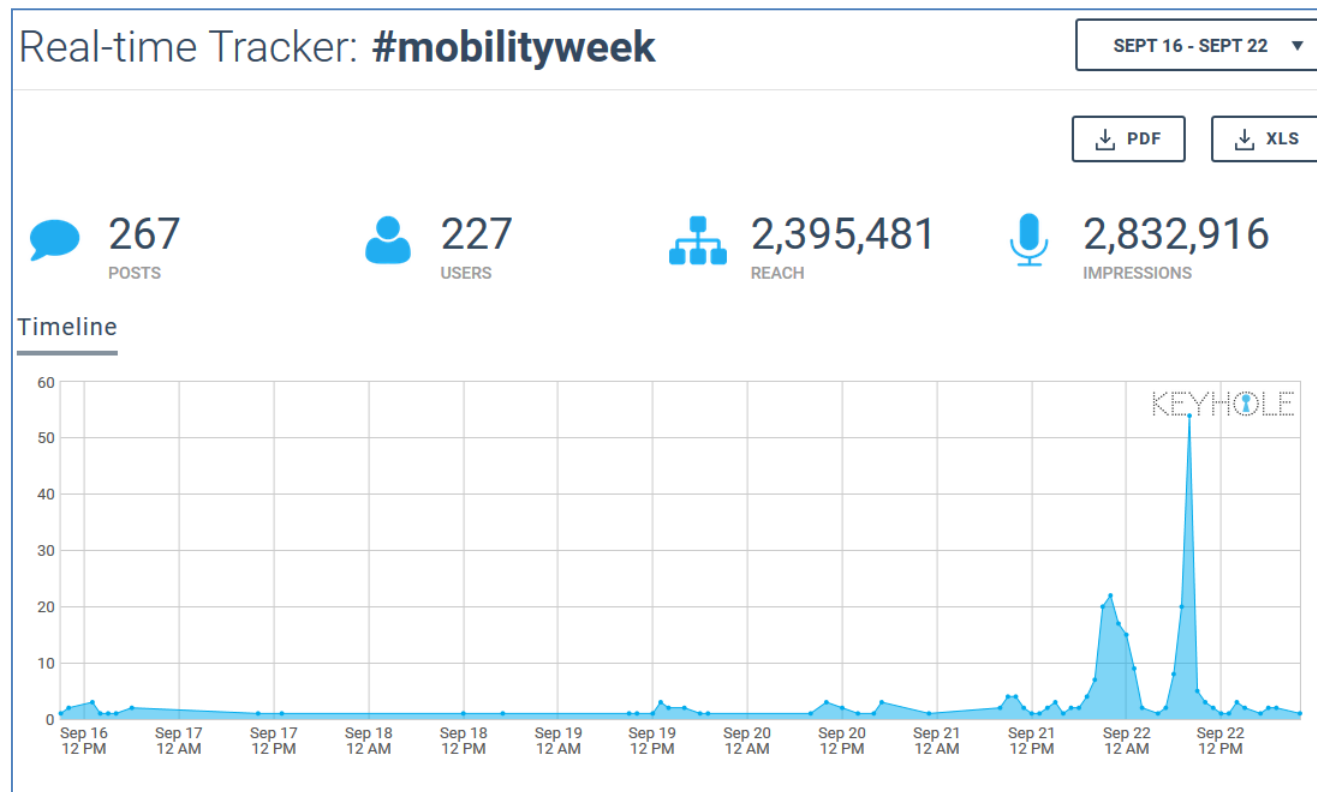 Real-time Tracker: #mobilityweek
SEPT 16 - SEPT 22
PDF
XLS
267
POSTS
227
USERS
2,395,481
REACH
2,832,916
IMPRESSIONS
Timeline
KEYHOLE
60
50
40
30
20
10
0
Sep 16
12 PM
Sep 17
12 AM
Sep 17
12 PM
Sep 18
12 AM
Sep 18
12 PM
Sep 19
12 AM
Sep 19
12 PM
Sep 20
12 AM
Sep 20
12 PM
Sep 21
12 AM
Sep 21
12 PM
Sep 22
12 AM
Sep 22
12 PM